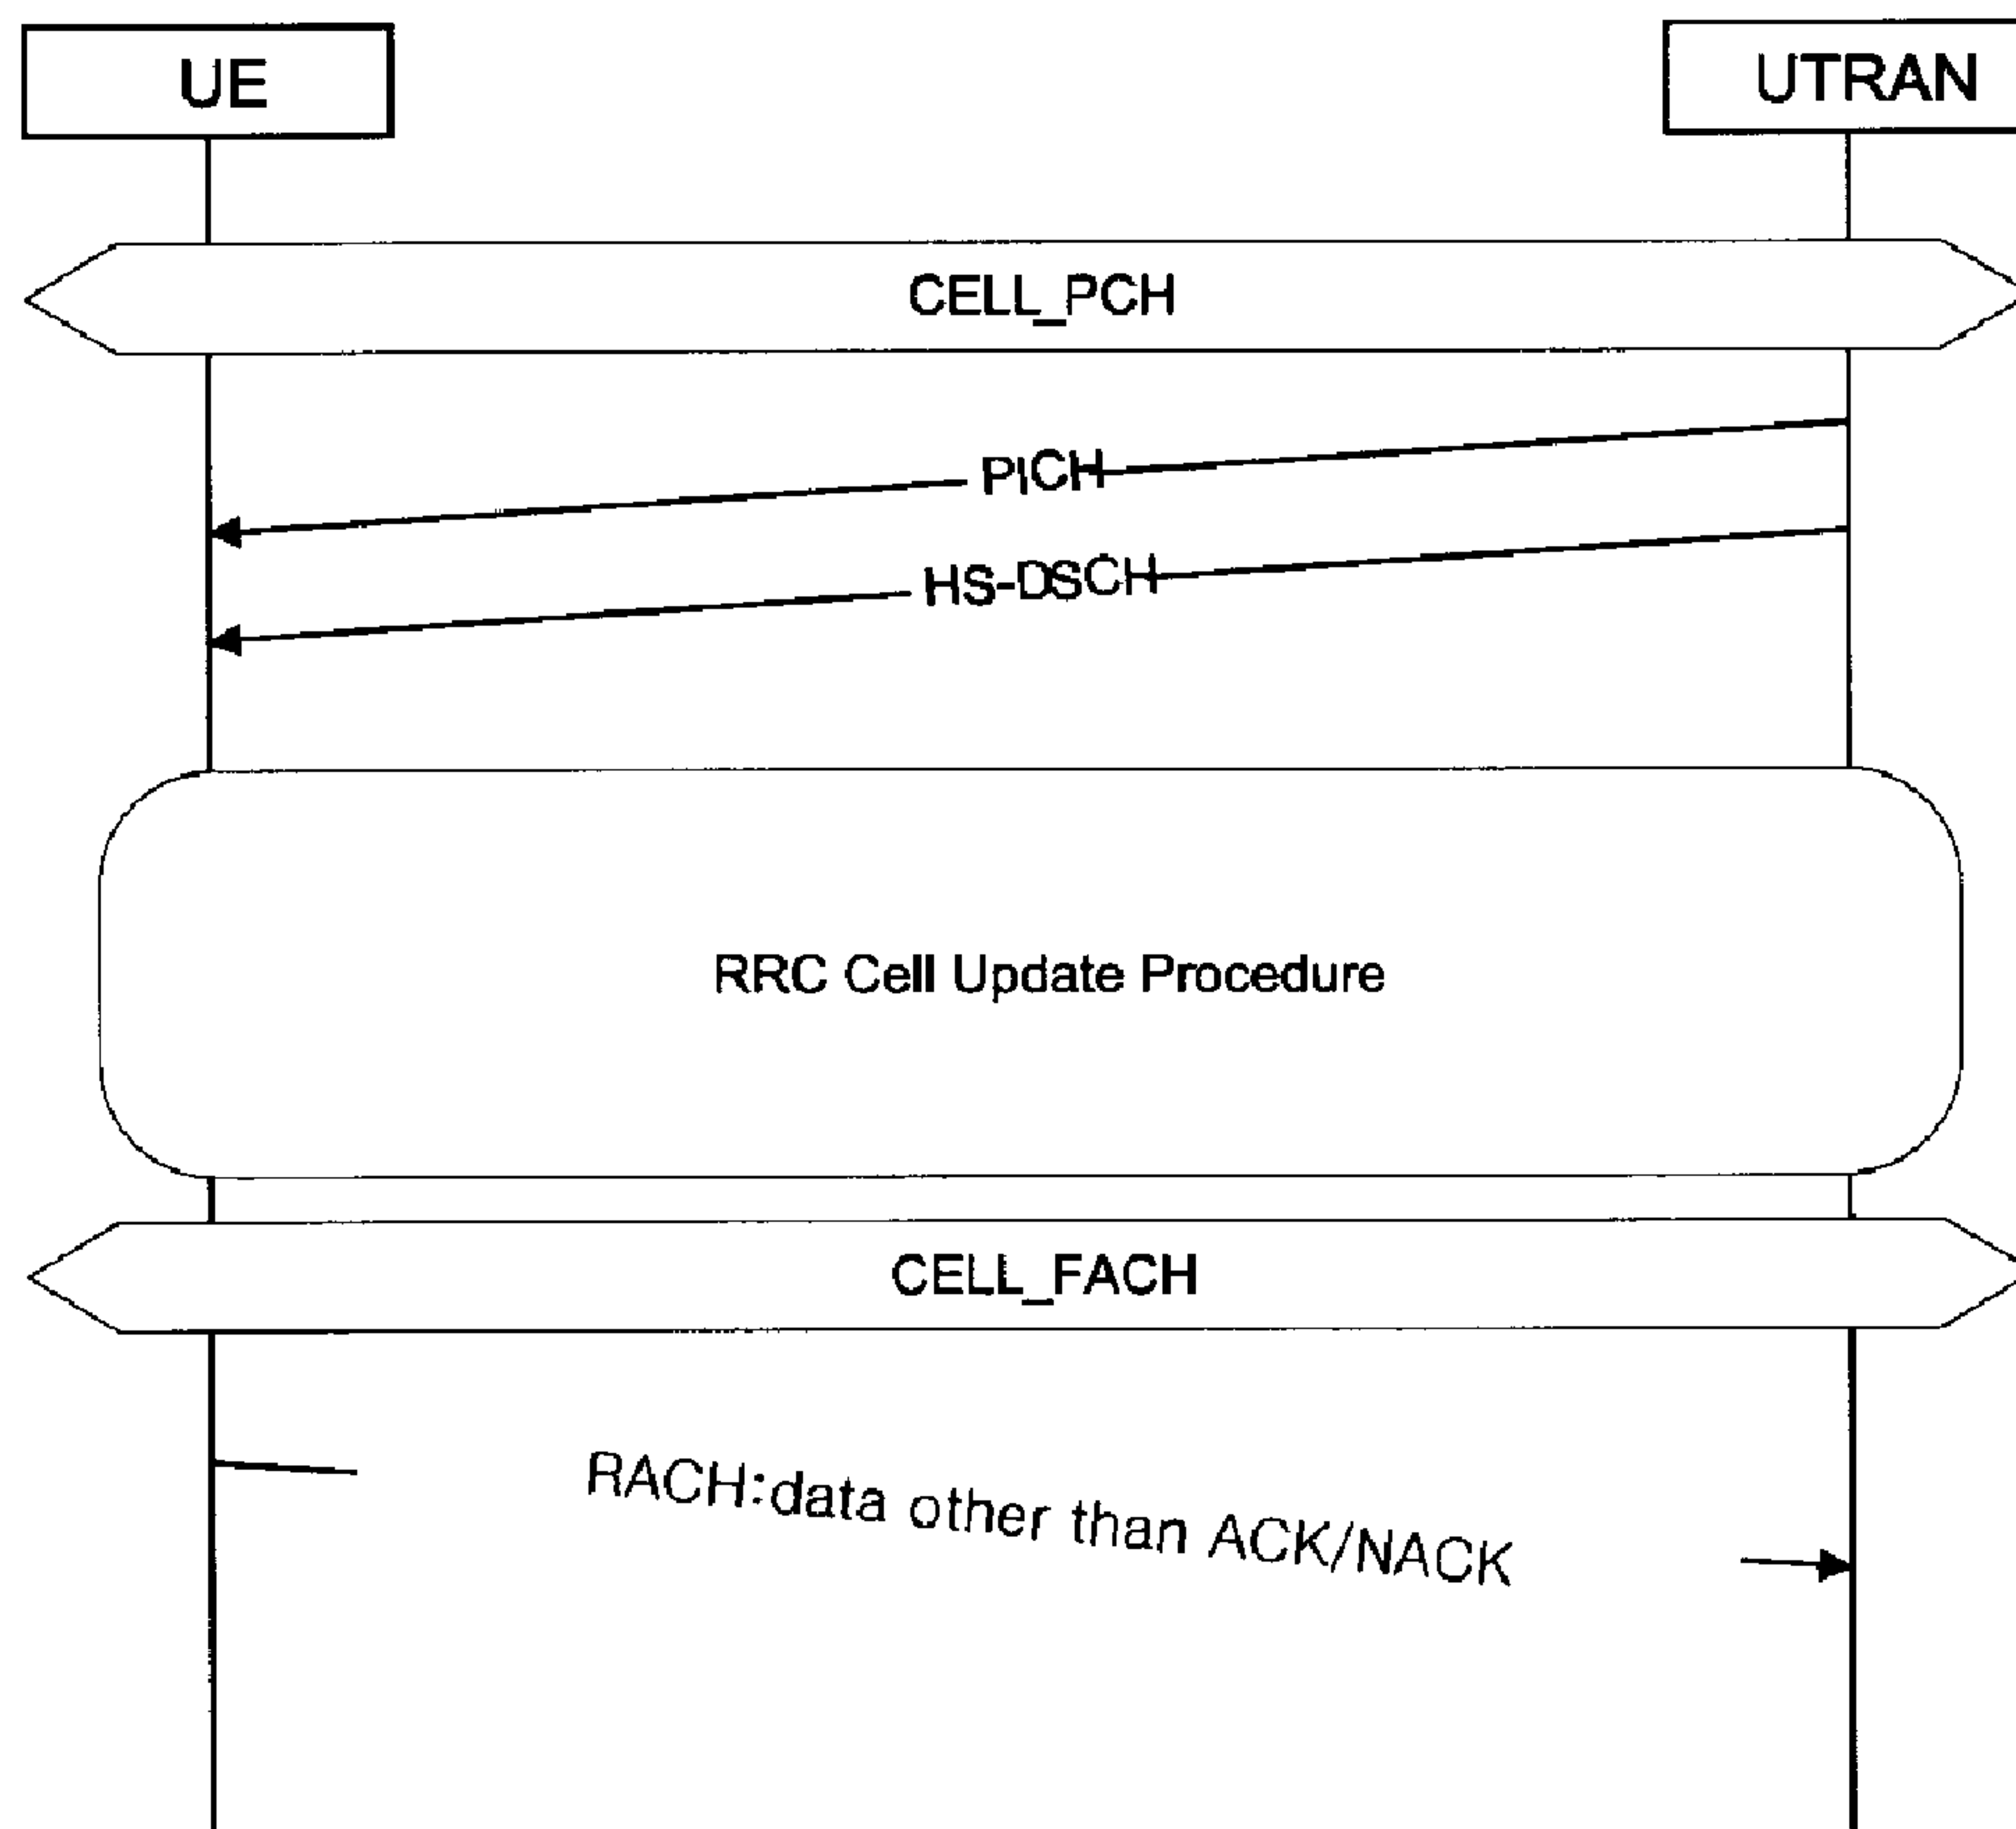 UE
UTRAN
CELL_PCH
PICH
HS-DSCH
RRC Cell Update Procedure
CELL_FACH
RACH:data other than ACK/NACK